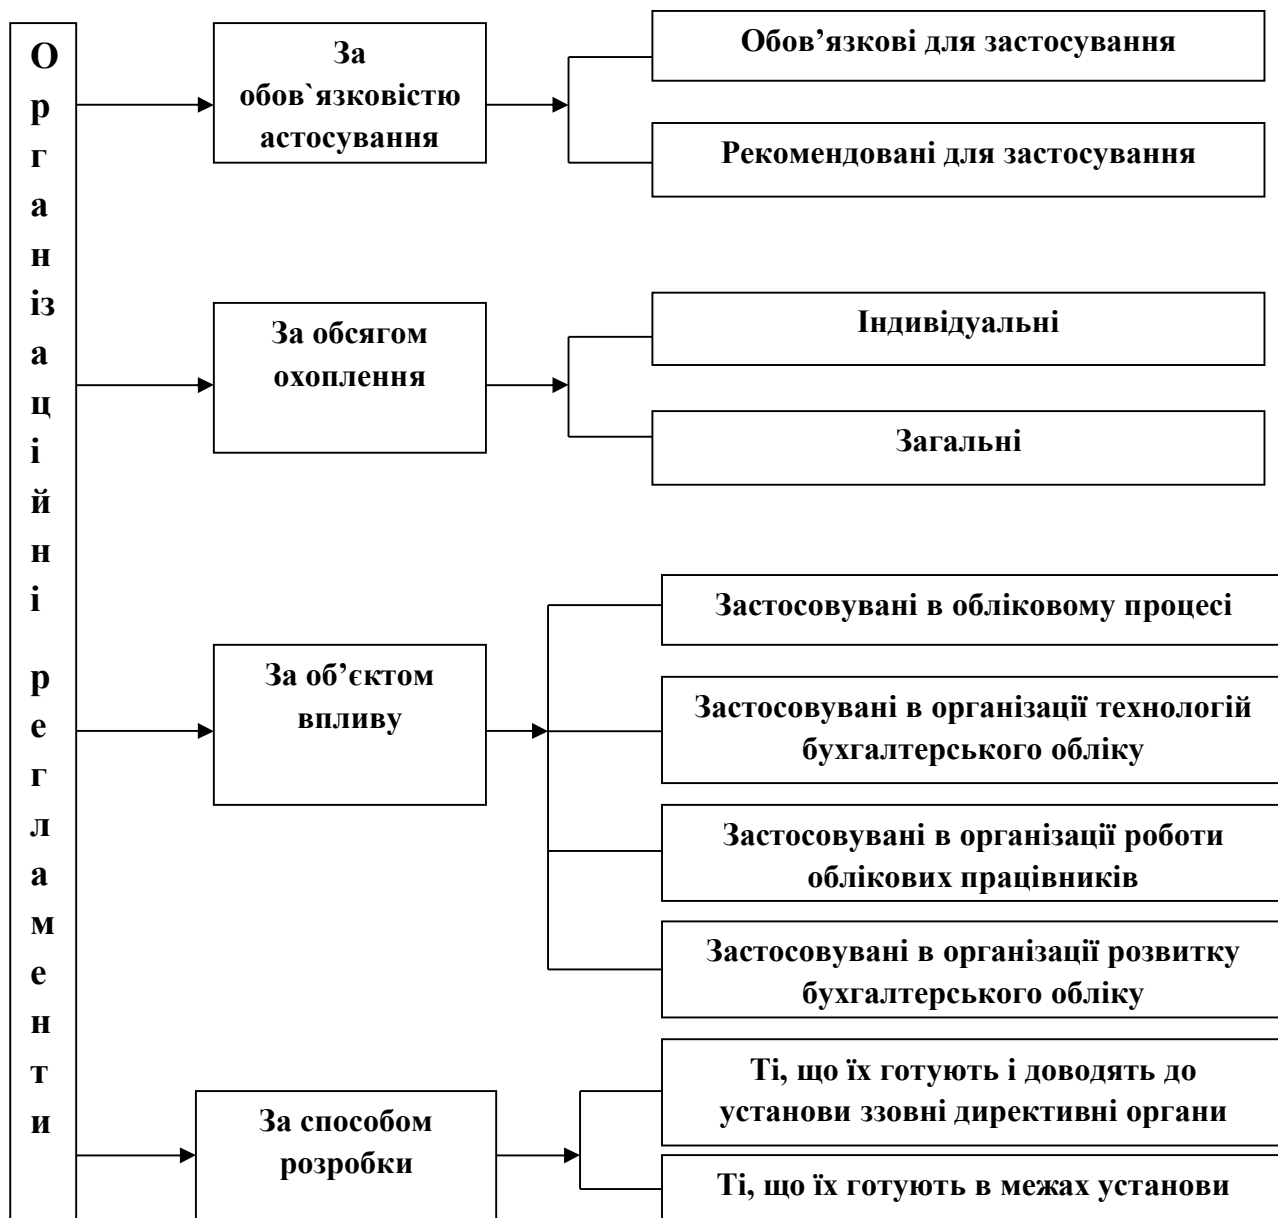 О
р
г
а
н
із
а
ц
і
й
н
і
р
е
г
л
а
м
е
н
т
и
За
обов`язковістю
астосування
Обов’язкові для застосування
Рекомендовані для застосування
За обсягом
охоплення
Індивідуальні
Загальні
За об’єктом
впливу
Застосовувані в обліковому процесі
Застосовувані в організації технологій
бухгалтерського обліку
Застосовувані в організації роботи
облікових працівників
Застосовувані в організації розвитку
бухгалтерського обліку
За способом
розробки
Ті, що їх готують і доводять до
установи ззовні директивні органи
Ті, що їх готують в межах установи